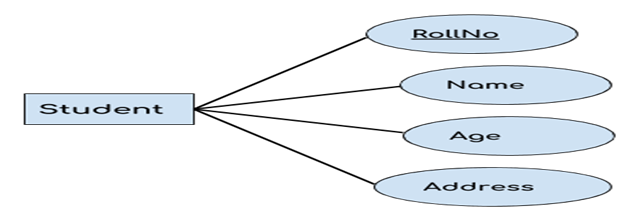 RollNo
Name
Student
Age
Address